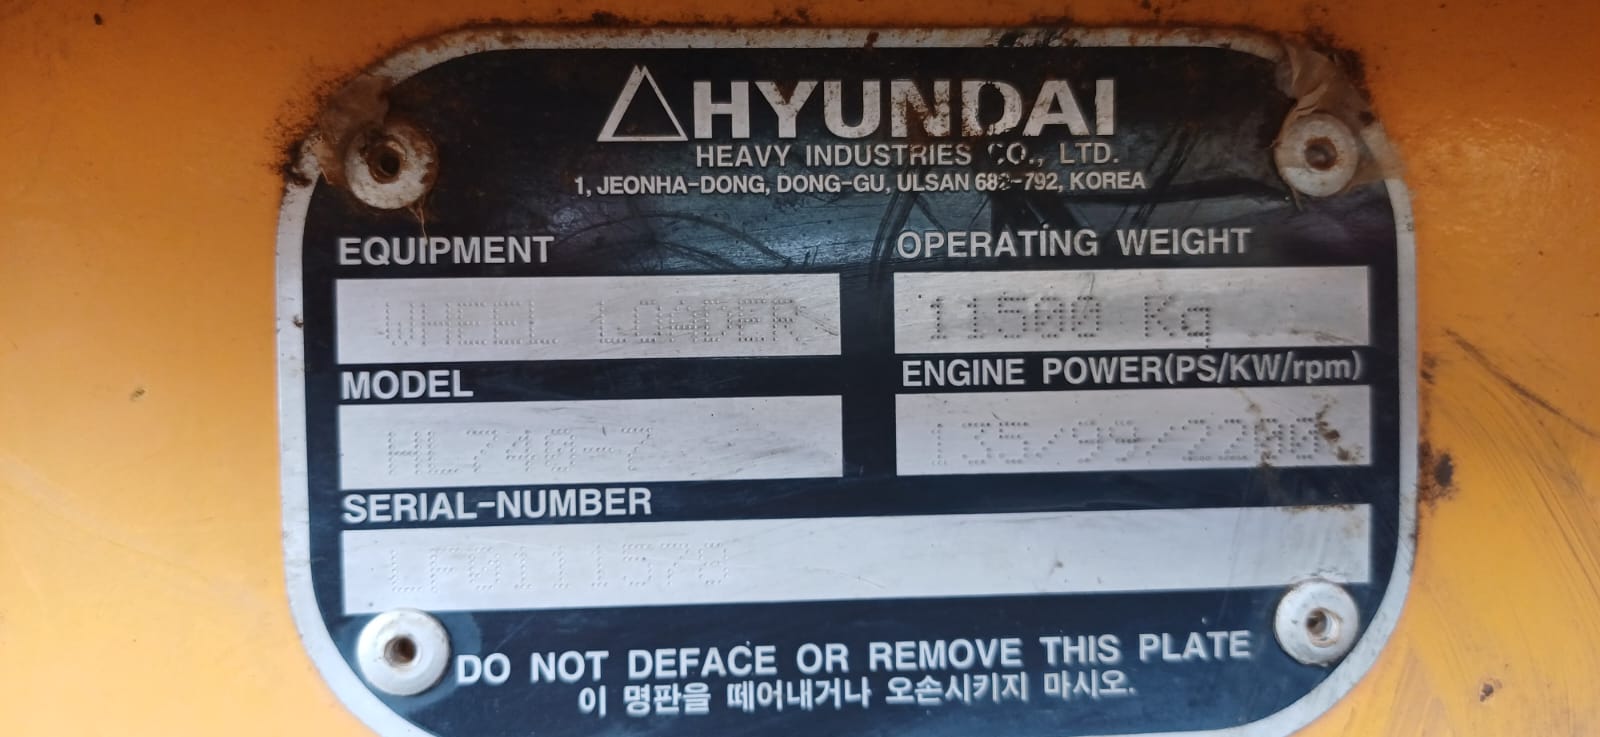 HYUNDAI
HEAVY INDUSTRIES CO., LTD.
1, JEONHA-DONG, DONG-GU, ULSAN 682-792, KOREA
EQUIPMENT
WHEEL LOADER
OPERATING WEIGHT
11500 Kg
MODEL
HL740-7
ENGINE POWER(PS/KW/rpm)
135/99/2200
SERIAL-NUMBER
LF0111578
DO NOT DEFACE OR REMOVE THIS PLATE
이 명판을 떼어내거나 오손시키지 마시오.